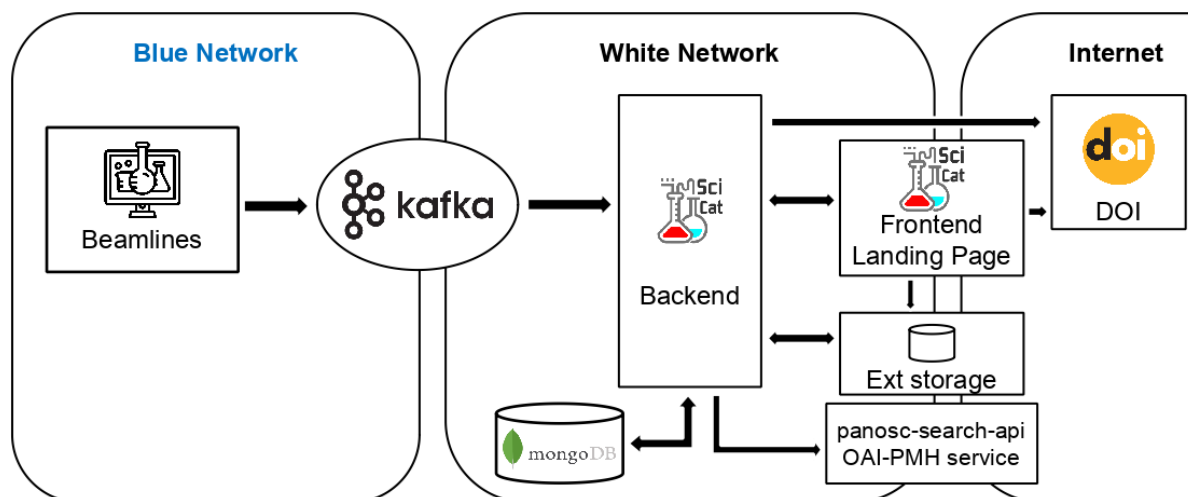 Blue Network
White Network
Internet
Beamlines
kafka
Sci
Cat
Backend
Sci
Cat
Frontend
Landing Page
doi
DOI
Ext storage
mongoDB
panosc-search-api
OAI-PMH service